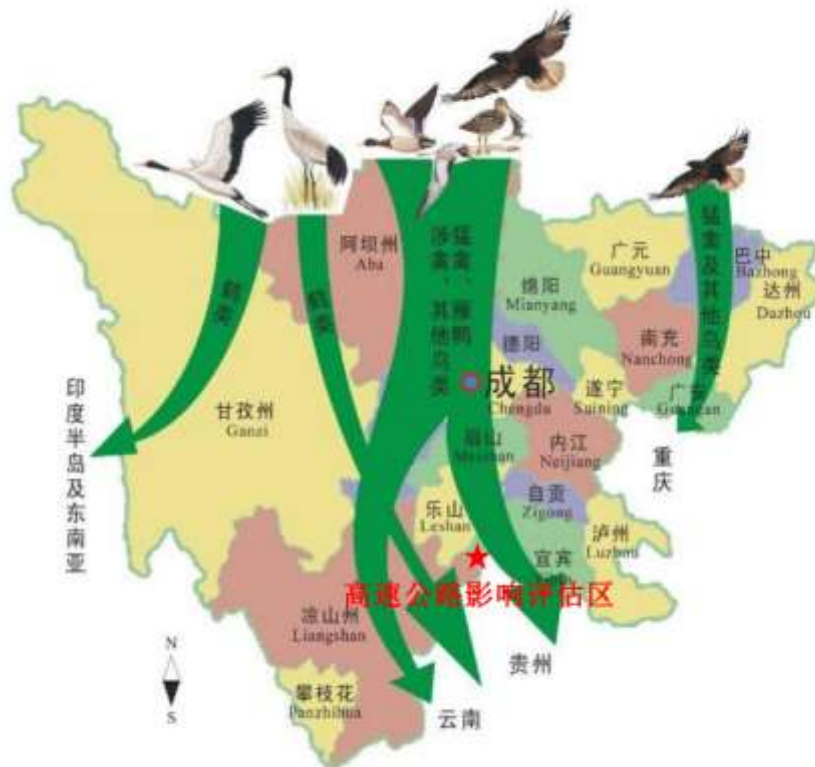 阿坝州
Aba
广元
Guangyuan
巴中
Bazhong
达州
Dazhou
绵阳
Mianyang
德阳
南充
Nanchong
鹤类
鹤类
涉禽、其他鸟类
猛禽、雁鸭
猛禽及其他鸟类
成都
Chengdu
遂宁
Suining
广安
Guangan
甘孜州
Ganzi
眉山
Meishan
内江
Neijiang
重庆
印度半岛及东南亚
乐山
Leshan
自贡
Zigong
泸州
Luzhou
宜宾
高速公路影响评估区
凉山州
Liangshan
贵州
N
S
攀枝花
Panzhihua
云南